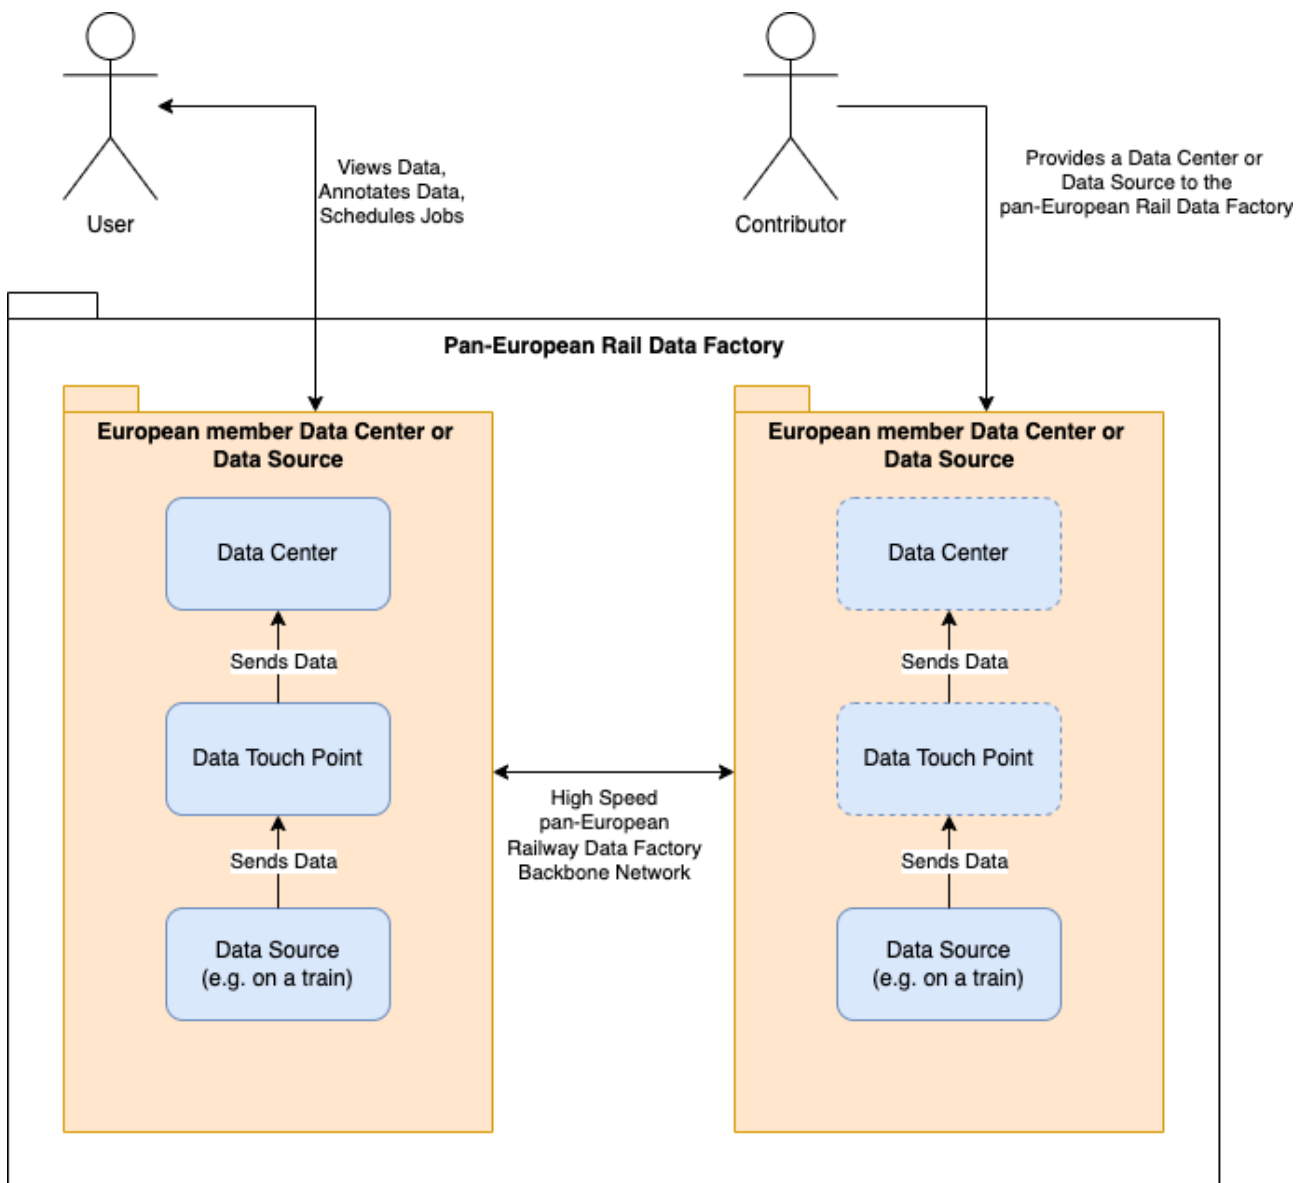 User
Views Data,
Annotates Data,
Schedules Jobs
Contributor
Provides a Data Center or
Data Source to the
pan-European Rail Data Factory
Pan-European Rail Data Factory
European member Data Center or
Data Source
Data Center
Sends Data
Data Touch Point
Sends Data
Data Source
(e.g. on a train)
High Speed
pan-European
Railway Data Factory
Backbone Network
European member Data Center or
Data Source
Data Center
Sends Data
Data Touch Point
Sends Data
Data Source
(e.g. on a train)